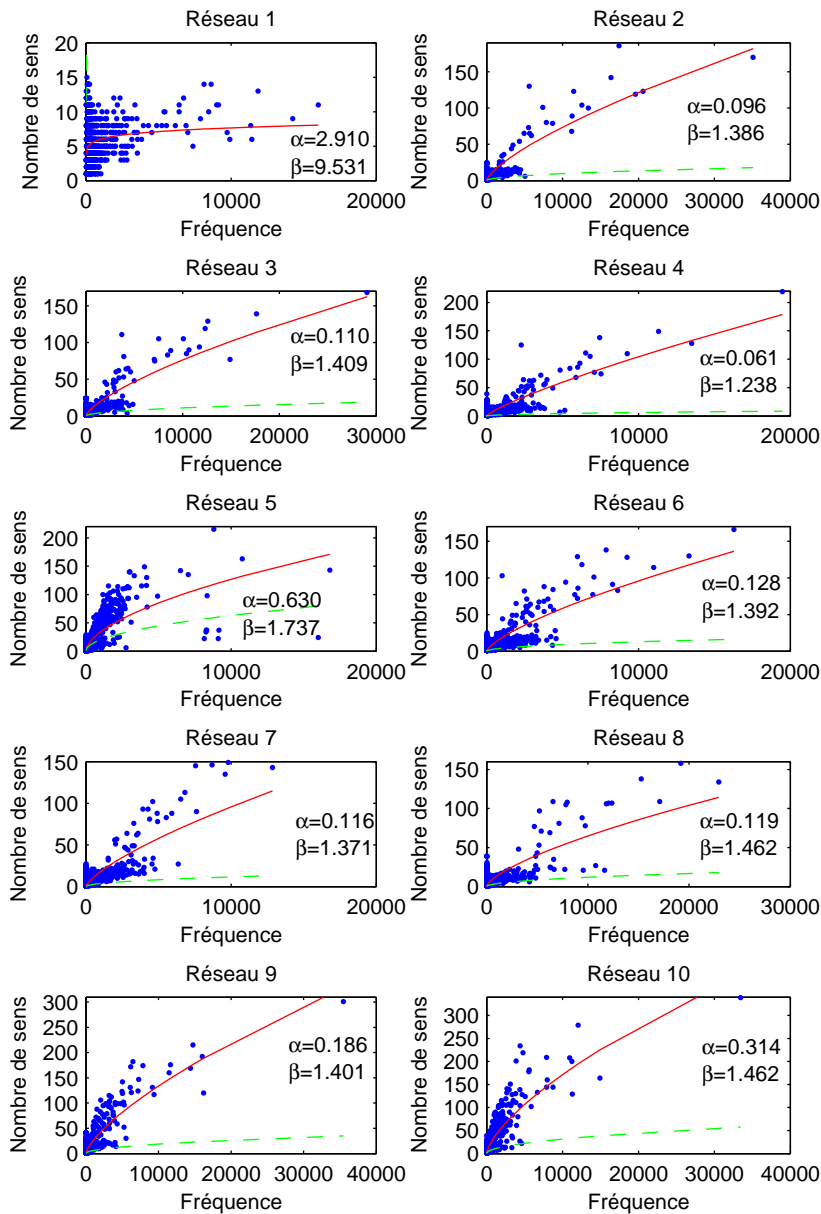 Réseau 1
20
15
10
5
0
Nombre de sens
α=2.910
β=9.531
0 10000 20000
Fréquence
Réseau 2
150
100
50
0
Nombre de sens
α=0.096
β=1.386
0 10000 20000 30000 40000
Fréquence
Réseau 3
150
100
50
0
Nombre de sens
α=0.110
β=1.409
0 10000 20000 30000
Fréquence
Réseau 4
200
150
100
50
0
Nombre de sens
α=0.061
β=1.238
0 10000 20000
Fréquence
Réseau 5
200
150
100
50
0
Nombre de sens
α=0.630
β=1.737
0 10000 20000
Fréquence
Réseau 6
150
100
50
0
Nombre de sens
α=0.128
β=1.392
0 10000 20000
Fréquence
Réseau 7
150
100
50
0
Nombre de sens
α=0.116
β=1.371
0 10000 20000
Fréquence
Réseau 8
150
100
50
0
Nombre de sens
α=0.119
β=1.462
0 10000 20000 30000
Fréquence
Réseau 9
300
250
200
150
100
50
0
Nombre de sens
α=0.186
β=1.401
0 10000 20000 30000 40000
Fréquence
Réseau 10
300
250
200
150
100
50
0
Nombre de sens
α=0.314
β=1.462
0 10000 20000 30000 40000
Fréquence